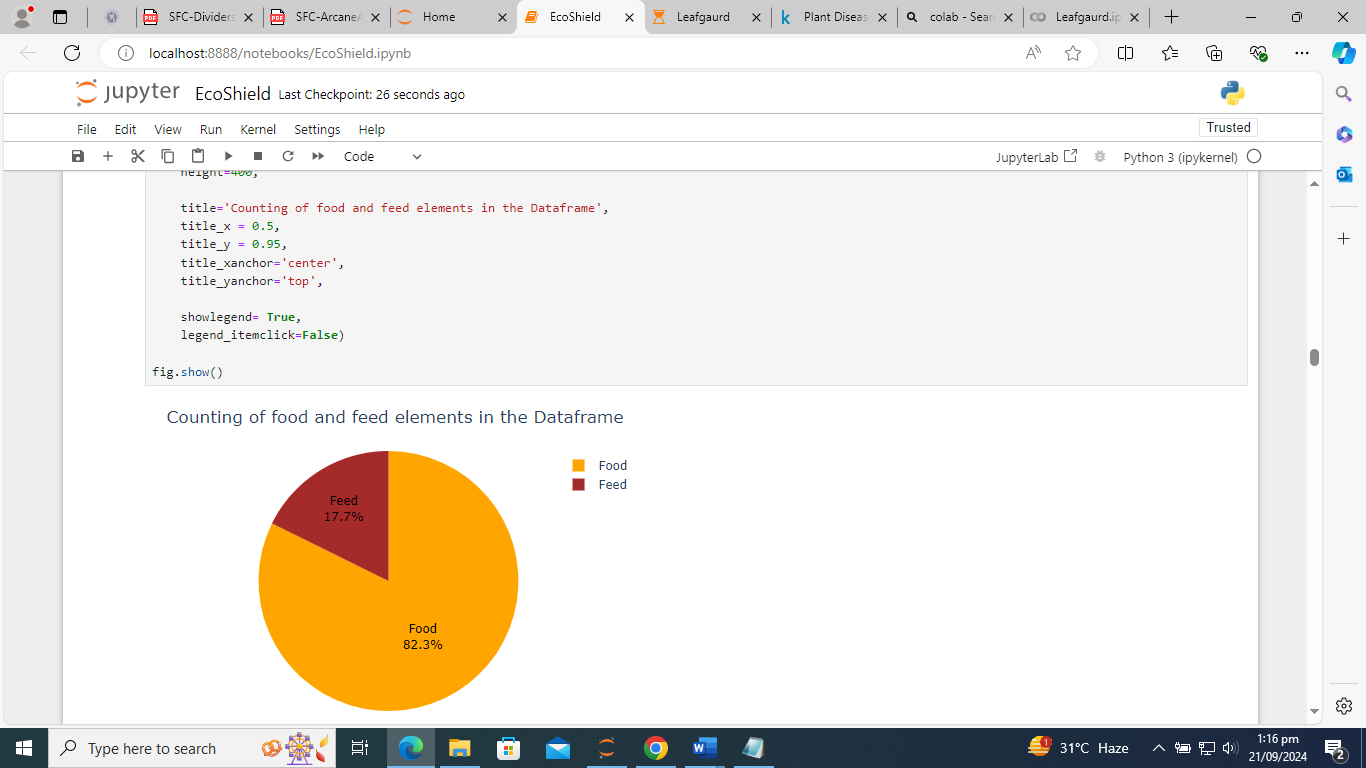 SFC-Dividers
SFC-ArcaneA
Home
EcoShield
Leafgaurd
Plant Diseas
colab - Sear
Leafgaurd.ip
localhost:8888/notebooks/EcoShield.ipynb
jupyter EcoShield Last Checkpoint: 26 seconds ago
File Edit View Run Kernel Settings Help
Trusted
Code
JupyterLab
Python 3 (ipykernel)
height=400,
title='Counting of food and feed elements in the Dataframe',
title_x = 0.5,
title_y = 0.95,
title_xanchor='center',
title_yanchor='top',
showlegend= True,
legend_itemclick=False)
fig.show()
Counting of food and feed elements in the Dataframe
Food
Feed
Feed
17.7%
Food
82.3%
Type here to search
1
31°C Haze
1:16 pm
21/09/2024
2